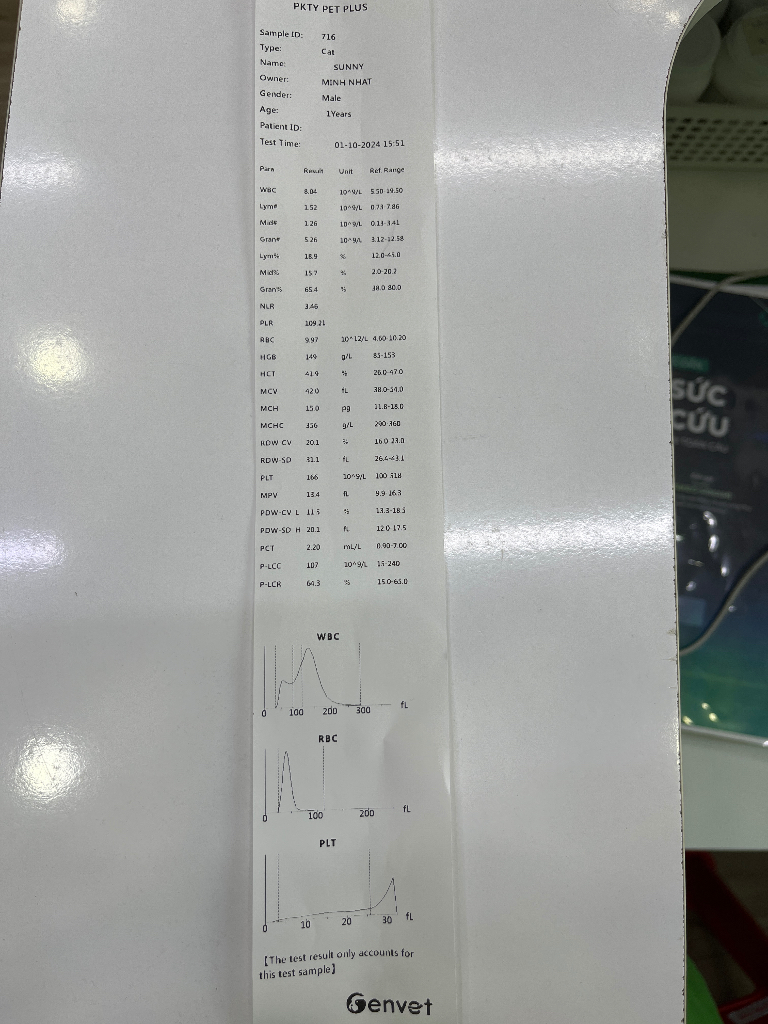 PKTY PET PLUS
Sample ID: 716
Type: Cat
Name: SUNNY
Owner: MINH NHAT
Gender: Male
Age: 1Years
Patient ID:
Test Time: 01-10-2024 15:51
Para Result Unit Ref. Range
WBC 8.04 10^9/L 5.50-19.50
Lym# 1.52 10^9/L 0.73-7.86
Mid# 1.26 10^9/L 0.13-3.41
Gran# 5.26 10^9/L 3.12-12.58
Lym% 18.9 % 12.0-45.0
Mid% 15.7 % 2.0-20.2
Gran% 65.4 % 38.0-80.0
NLR 3.46
PLR 109.21
RBC 9.97 10^12/L 4.60-10.20
HGB 149 g/L 85-153
HCT 41.9 % 26.0-47.0
MCV 42.0 fL 38.0-54.0
MCH 15.0 pg 11.8-18.0
MCHC 356 g/L 290-360
RDW-CV 20.1 % 16.0-23.0
RDW-SD 31.1 fL 26.4-43.1
PLT 166 10^9/L 100-518
MPV 13.4 fL 9.9-16.3
PDW-CV L 11.5 % 13.3-18.5
PDW-SD H 20.1 fL 12.0-17.5
PCT 2.20 mL/L 0.90-7.00
P-LCC 107 10^9/L 15-240
P-LCR 64.3 % 15.0-65.0
WBC
0 100 200 300 fL
RBC
0 100 200 fL
PLT
0 10 20 30 fL
【The test result only accounts for
this test sample】
Genvet
SỨC
CỨU